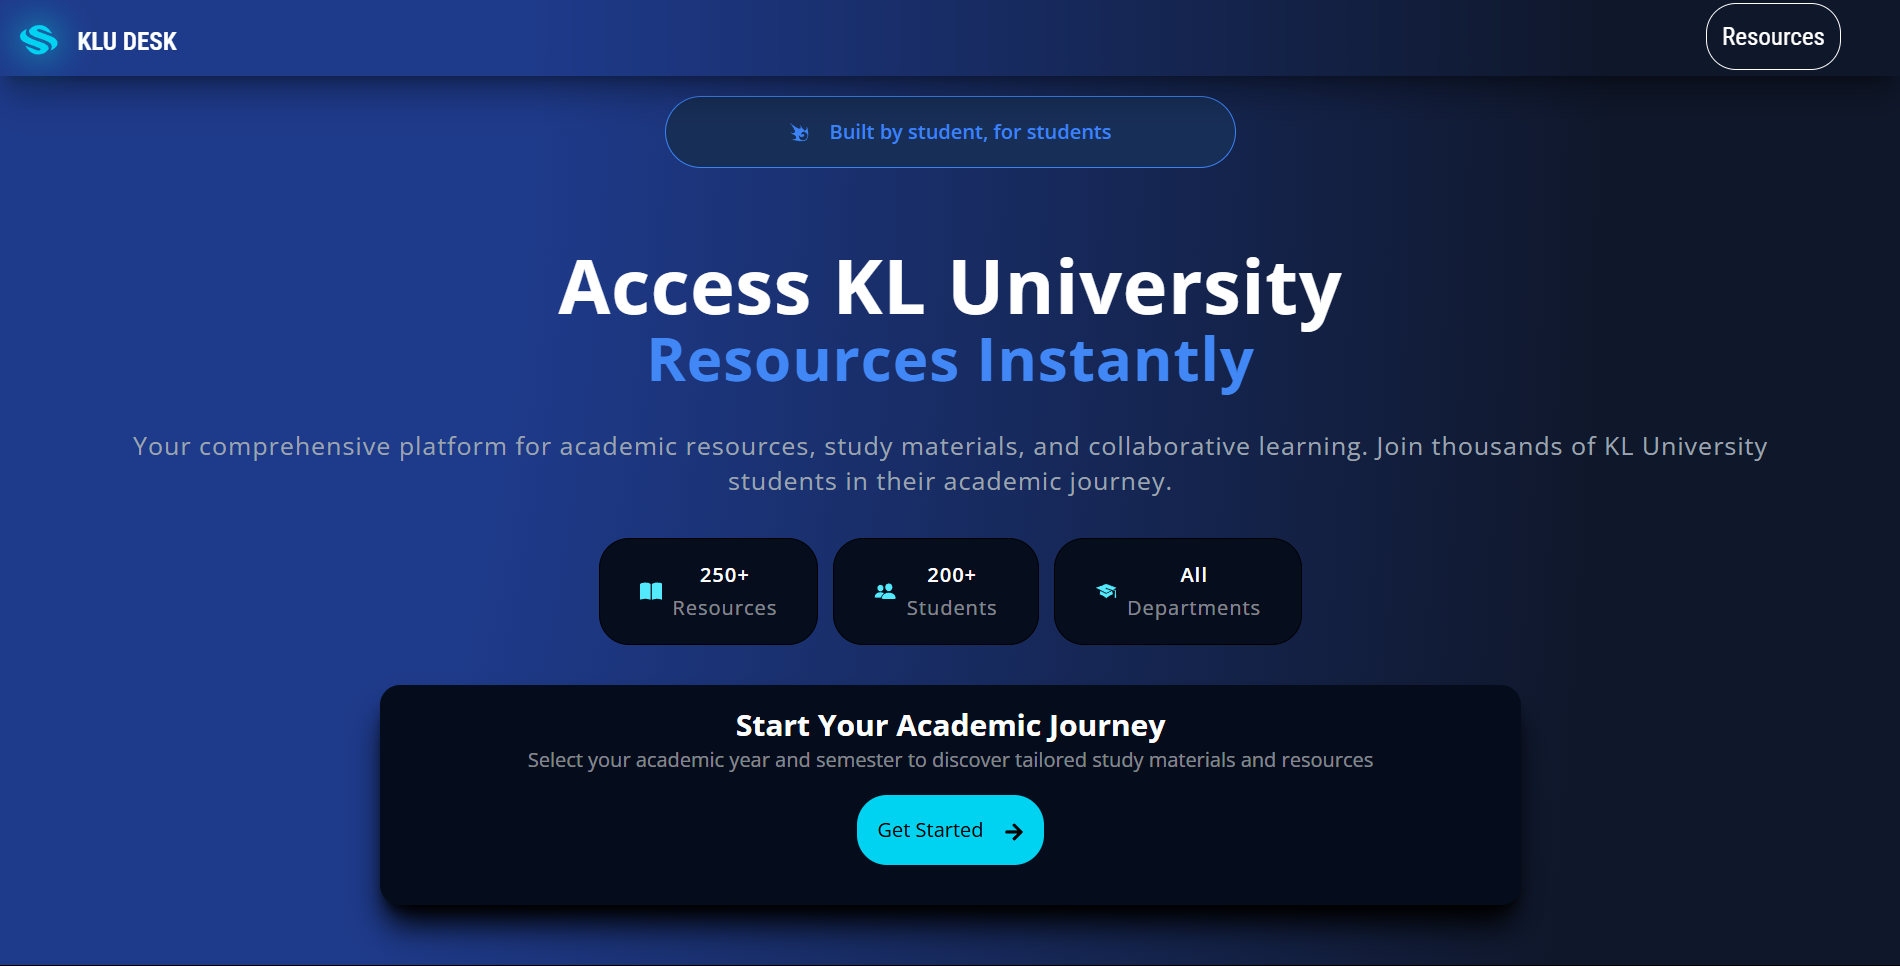 KLU DESK
Resources
Built by student, for students
Access KL University
Resources Instantly
Your comprehensive platform for academic resources, study materials, and collaborative learning. Join thousands of KL University
students in their academic journey.
250+
Resources
200+
Students
All
Departments
Start Your Academic Journey
Select your academic year and semester to discover tailored study materials and resources
Get Started